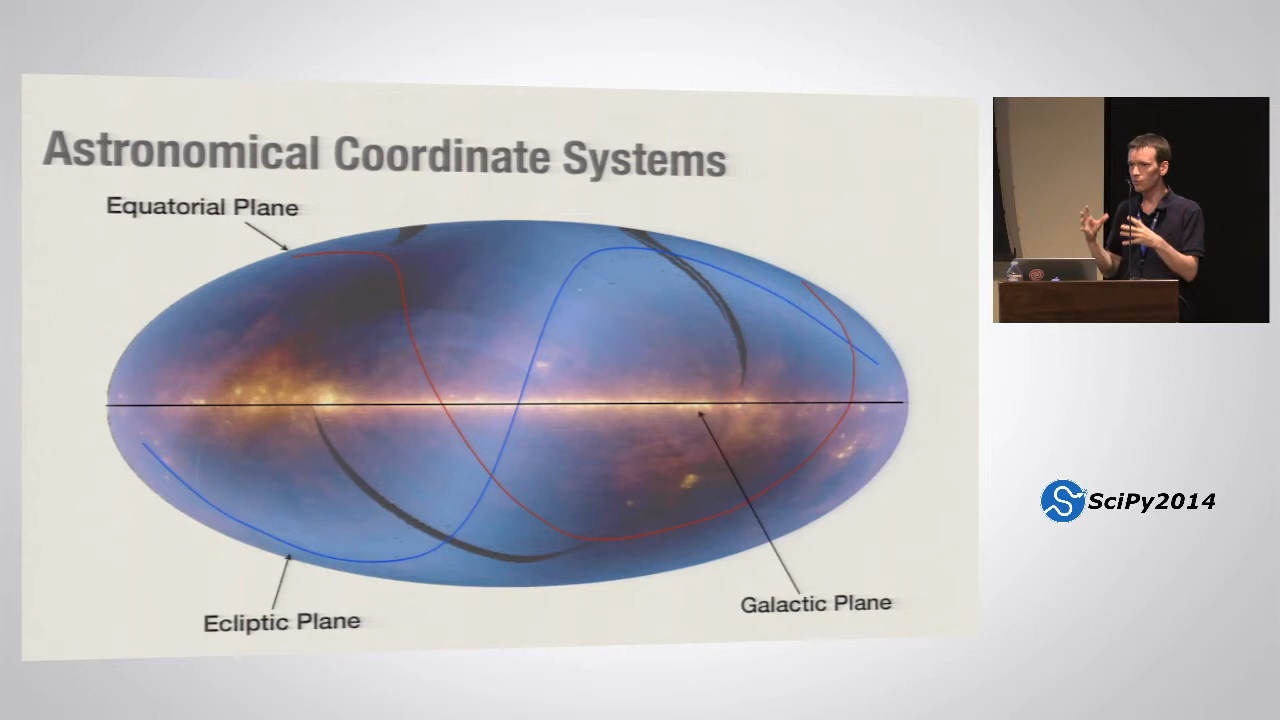 Astronomical Coordinate Systems
Equatorial Plane
Ecliptic Plane
Galactic Plane
SciPy2014